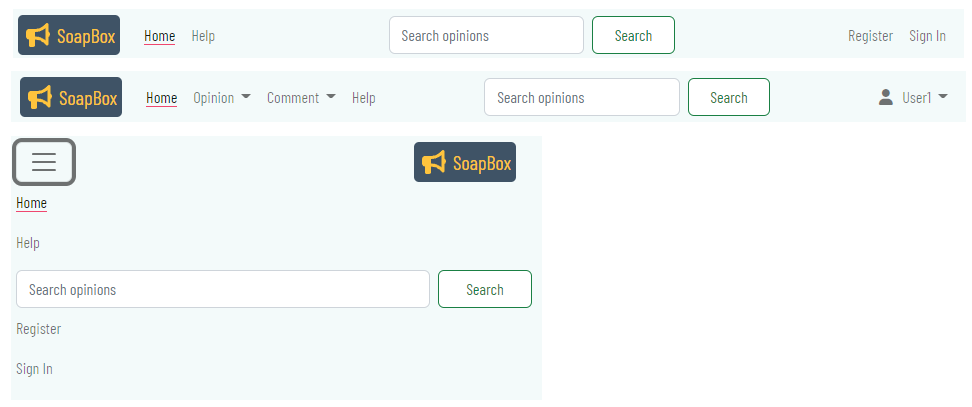 SoapBox Home Help Search opinions Search Register Sign In
SoapBox Home Opinion Comment Help Search opinions Search User1
SoapBox
Home
Help
Search opinions Search
Register
Sign In